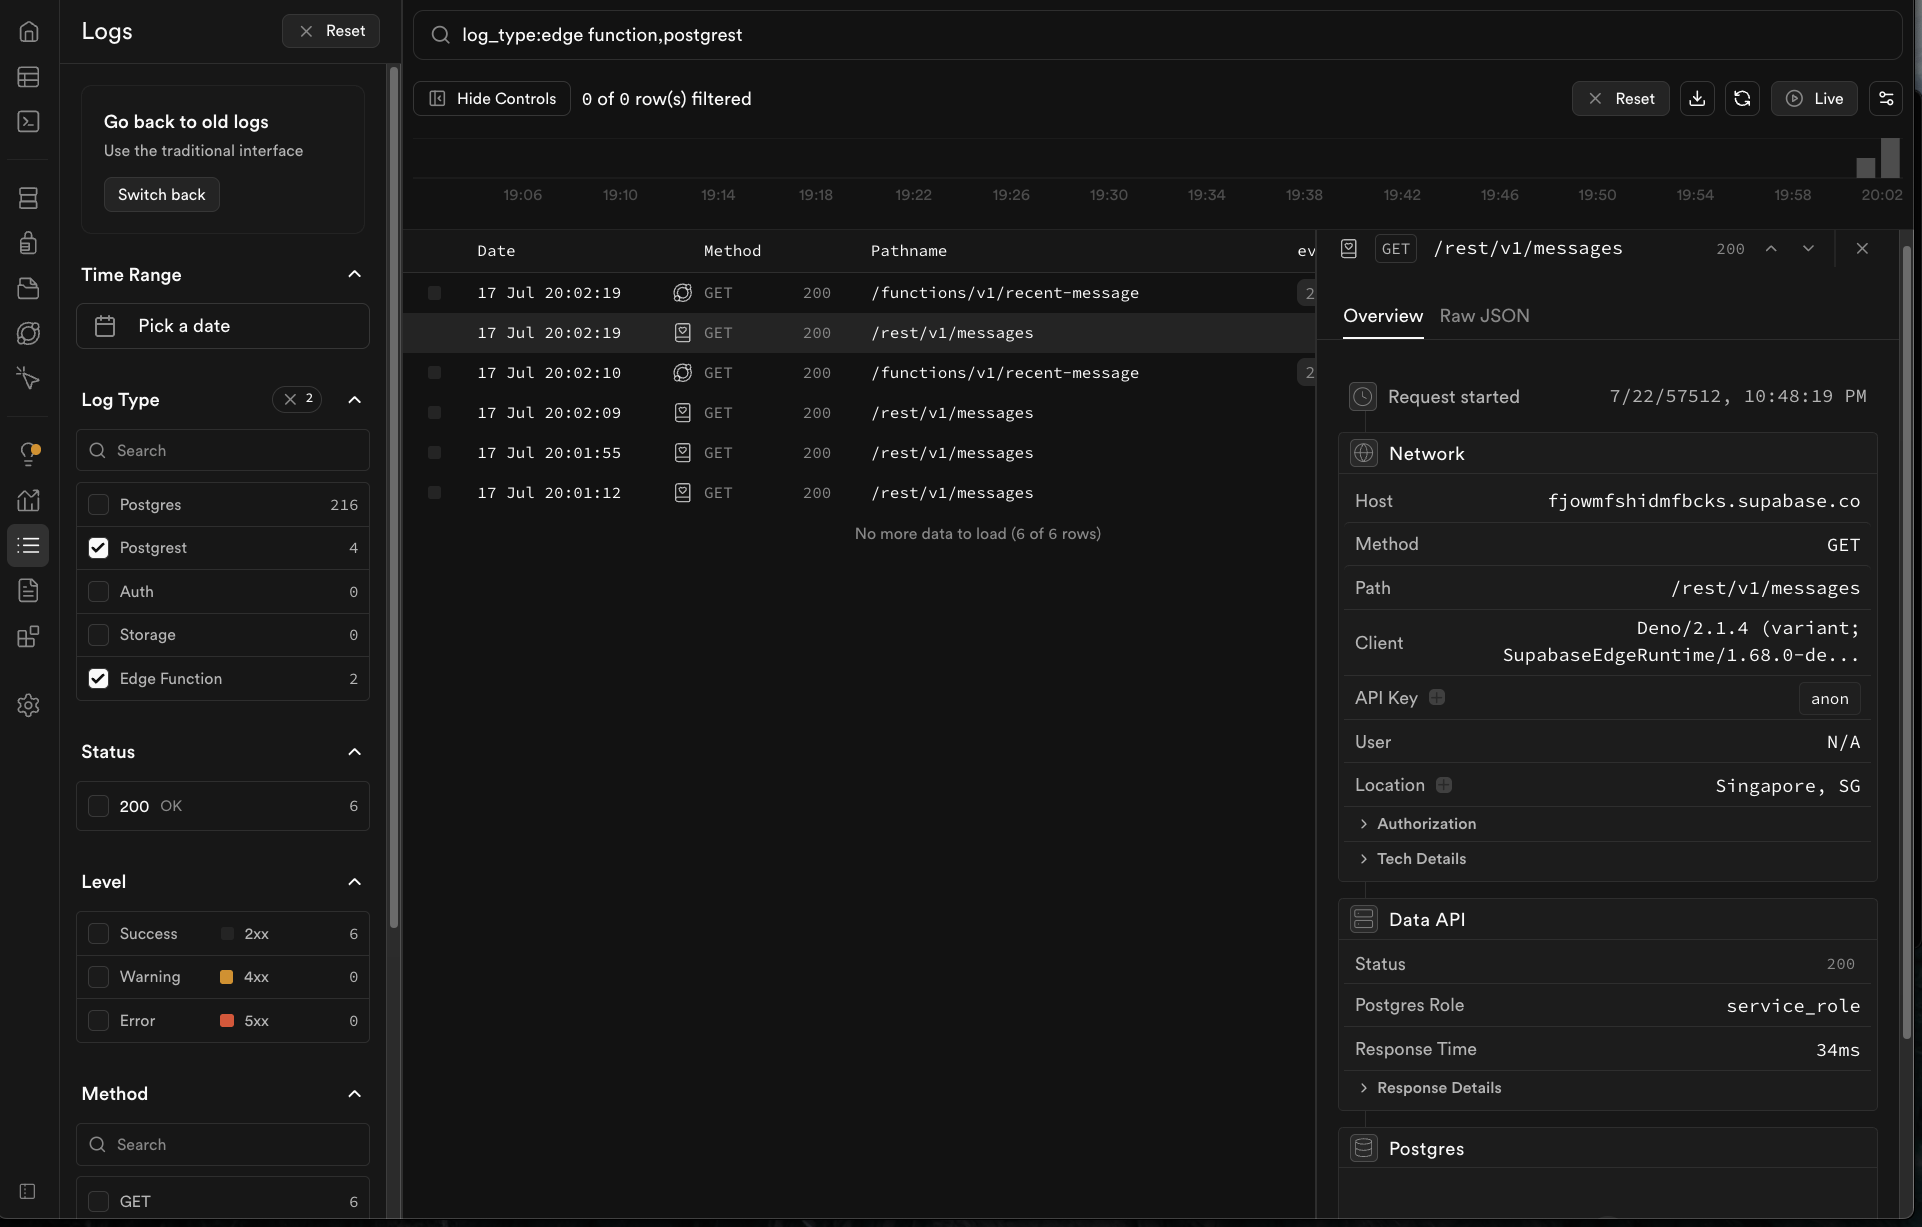 Logs
Reset
Go back to old logs
Use the traditional interface
Switch back
Time Range
Pick a date
Log Type
2
Search
Postgres 216
Postgrest 4
Auth 0
Storage 0
Edge Function 2
Status
200 OK 6
Level
Success 2xx 6
Warning 4xx 0
Error 5xx 0
Method
Search
GET 6
log_type:edge function,postgrest
Hide Controls
0 of 0 row(s) filtered
Reset
Live
19:06 19:10 19:14 19:18 19:22 19:26 19:30 19:34 19:38 19:42 19:46 19:50 19:54 19:58 20:02
Date Method Pathname ev
17 Jul 20:02:19 GET 200 /functions/v1/recent-message 2
17 Jul 20:02:19 GET 200 /rest/v1/messages
17 Jul 20:02:10 GET 200 /functions/v1/recent-message 2
17 Jul 20:02:09 GET 200 /rest/v1/messages
17 Jul 20:01:55 GET 200 /rest/v1/messages
17 Jul 20:01:12 GET 200 /rest/v1/messages
No more data to load (6 of 6 rows)
GET /rest/v1/messages 200
Overview Raw JSON
Request started 7/22/57512, 10:48:19 PM
Network
Host fjowmfshidmfbcks.supabase.co
Method GET
Path /rest/v1/messages
Client Deno/2.1.4 (variant;
SupabaseEdgeRuntime/1.68.0-de...
API Key anon
User N/A
Location Singapore, SG
Authorization
Tech Details
Data API
Status 200
Postgres Role service_role
Response Time 34ms
Response Details
Postgres